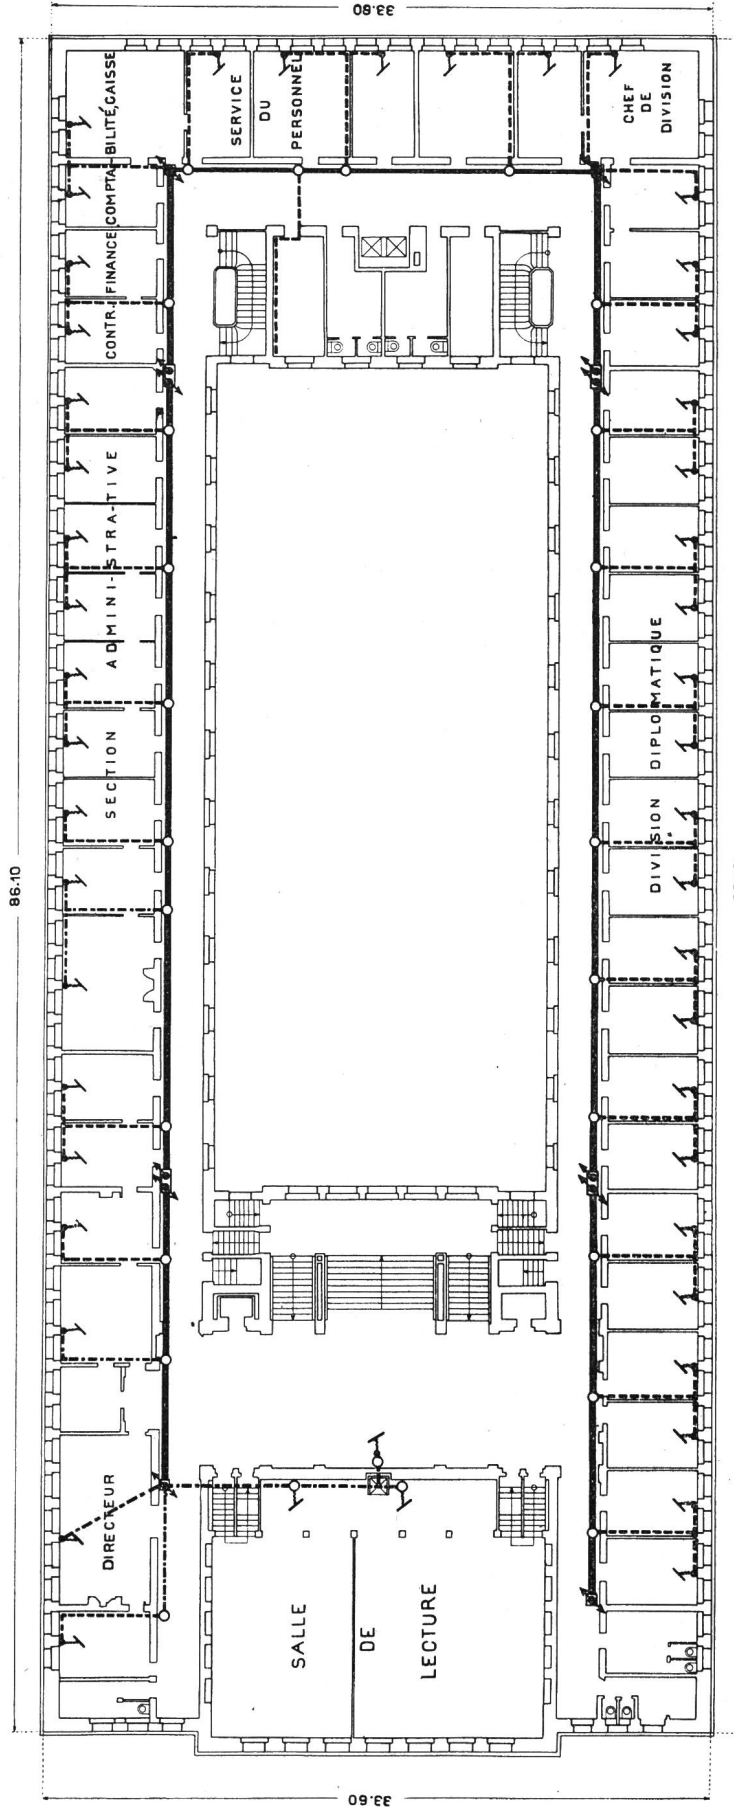 33.80
CONTR. FINANCE COMPTA-BILITÉ, CAISSE
SERVICE
DU
PERSONNEL
CHEF
DE
DIVISION
SECTION ADMINI-STRA-TIVE
DIVISION DIPLOMATIQUE
86.10
DIRECTEUR
SALLE
DE
LECTURE
33.60